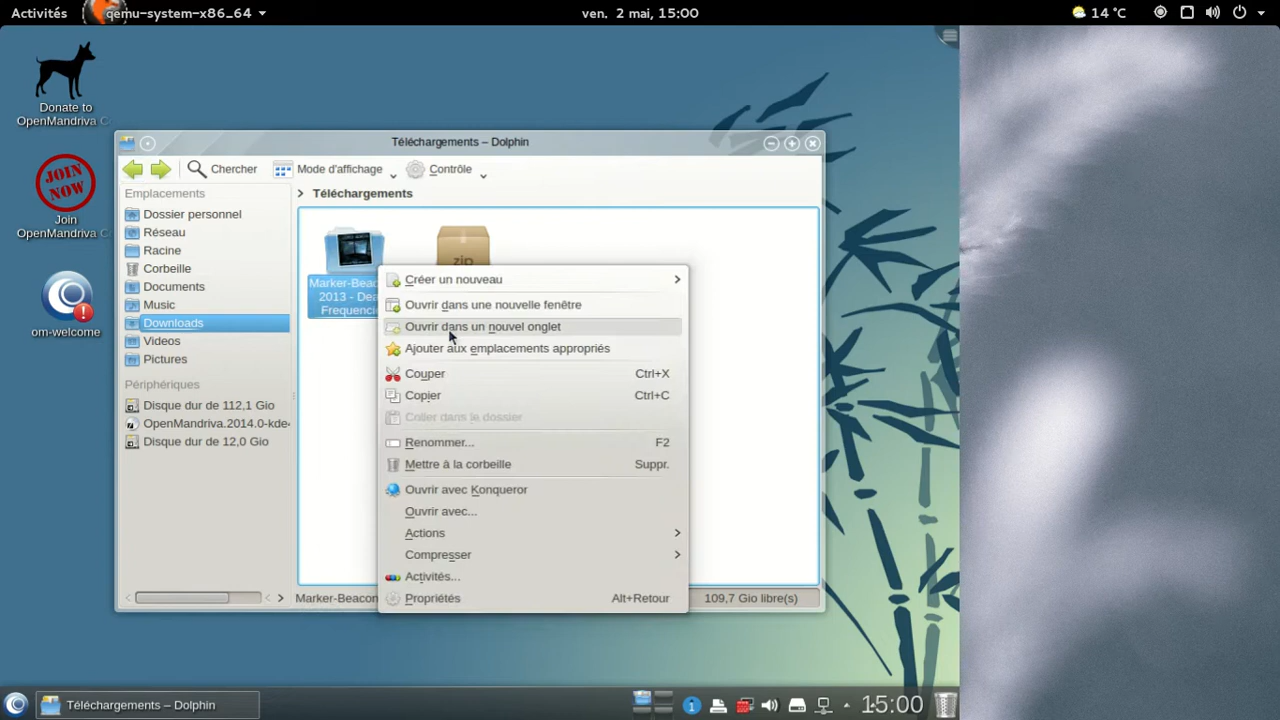 Activités
qemu-system-x86_64
ven. 2 mai, 15:00
14 °C
Donate to
OpenMandriva C
JOIN
NOW
Join
OpenMandriva C
om-welcome
Téléchargements – Dolphin
Chercher
Mode d'affichage
Contrôle
Emplacements
Dossier personnel
Réseau
Racine
Corbeille
Documents
Music
Downloads
Videos
Pictures
Périphériques
Disque dur de 112,1 Gio
OpenMandriva.2014.0-kde4
Disque dur de 12,0 Gio
> Téléchargements
zip
Marker-Beac
2013 - Dea
Frequencie
Créer un nouveau
Ouvrir dans une nouvelle fenêtre
Ouvrir dans un nouvel onglet
Ajouter aux emplacements appropriés
Couper Ctrl+X
Copier Ctrl+C
Coller dans le dossier
Renommer... F2
Mettre à la corbeille Suppr.
Ouvrir avec Konqueror
Ouvrir avec...
Actions
Compresser
Activités...
Propriétés Alt+Retour
Marker-Beacon
109,7 Gio libre(s)
Téléchargements – Dolphin
15:00